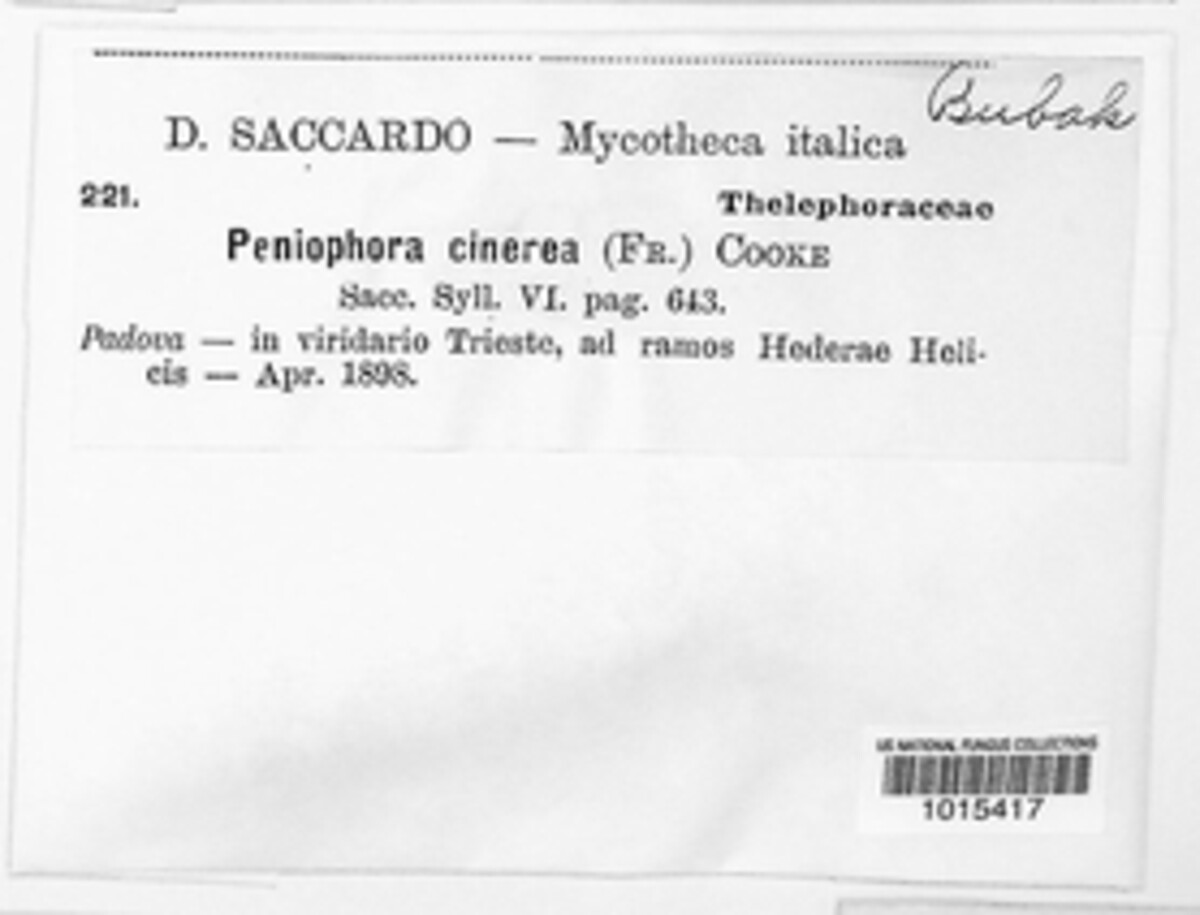 Bubak
D. SACCARDO — Mycotheca italica
221. Thelephoraceae
Peniophora cinerea (FR.) COOKE
Sacc. Syll. VI. pag. 643.
Padova — in viridario Trieste, ad ramos Hederae Heli-
cis — Apr. 1898.
US NATIONAL FUNGUS COLLECTIONS
1015417